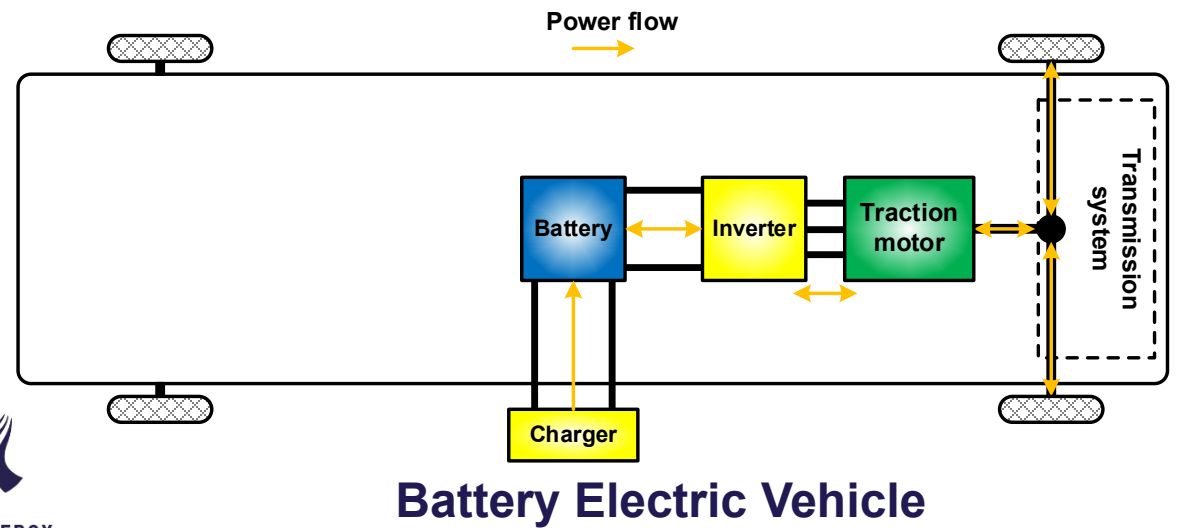 Power flow
Transmission
system
Battery
Inverter
Traction
motor
Charger
Battery Electric Vehicle